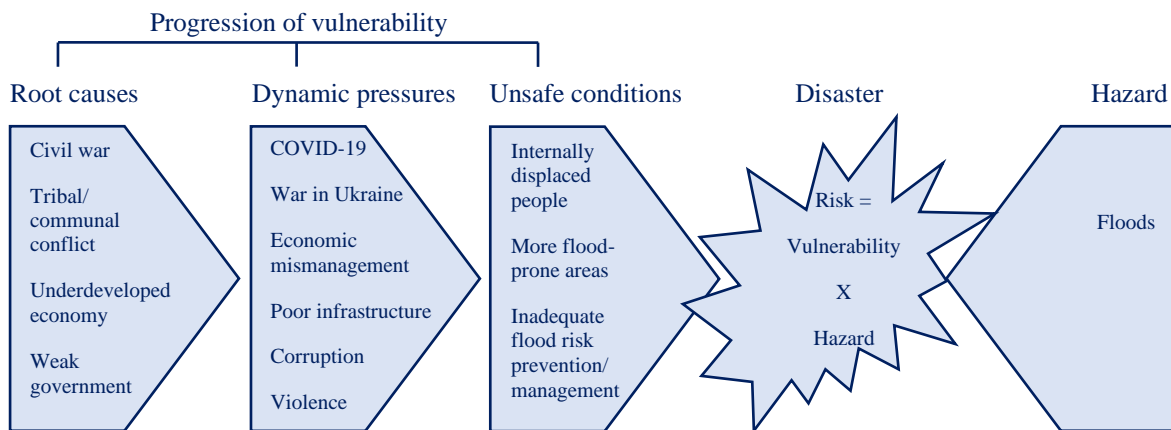 Progression of vulnerability
Root causes
Dynamic pressures
Unsafe conditions
Disaster
Hazard
Civil war
Tribal/
communal
conflict
Underdeveloped
economy
Weak
government
COVID-19
War in Ukraine
Economic
mismanagement
Poor infrastructure
Corruption
Violence
Internally
displaced
people
More flood-
prone areas
Inadequate
flood risk
prevention/
management
Risk =
Vulnerability
X
Hazard
Floods